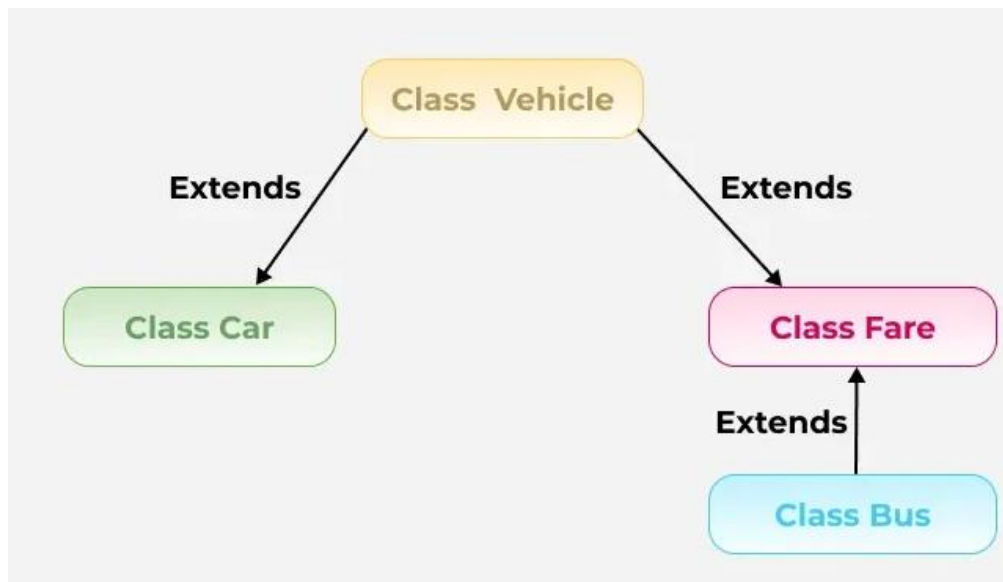 Class Vehicle
Extends
Extends
Class Car
Class Fare
Extends
Class Bus